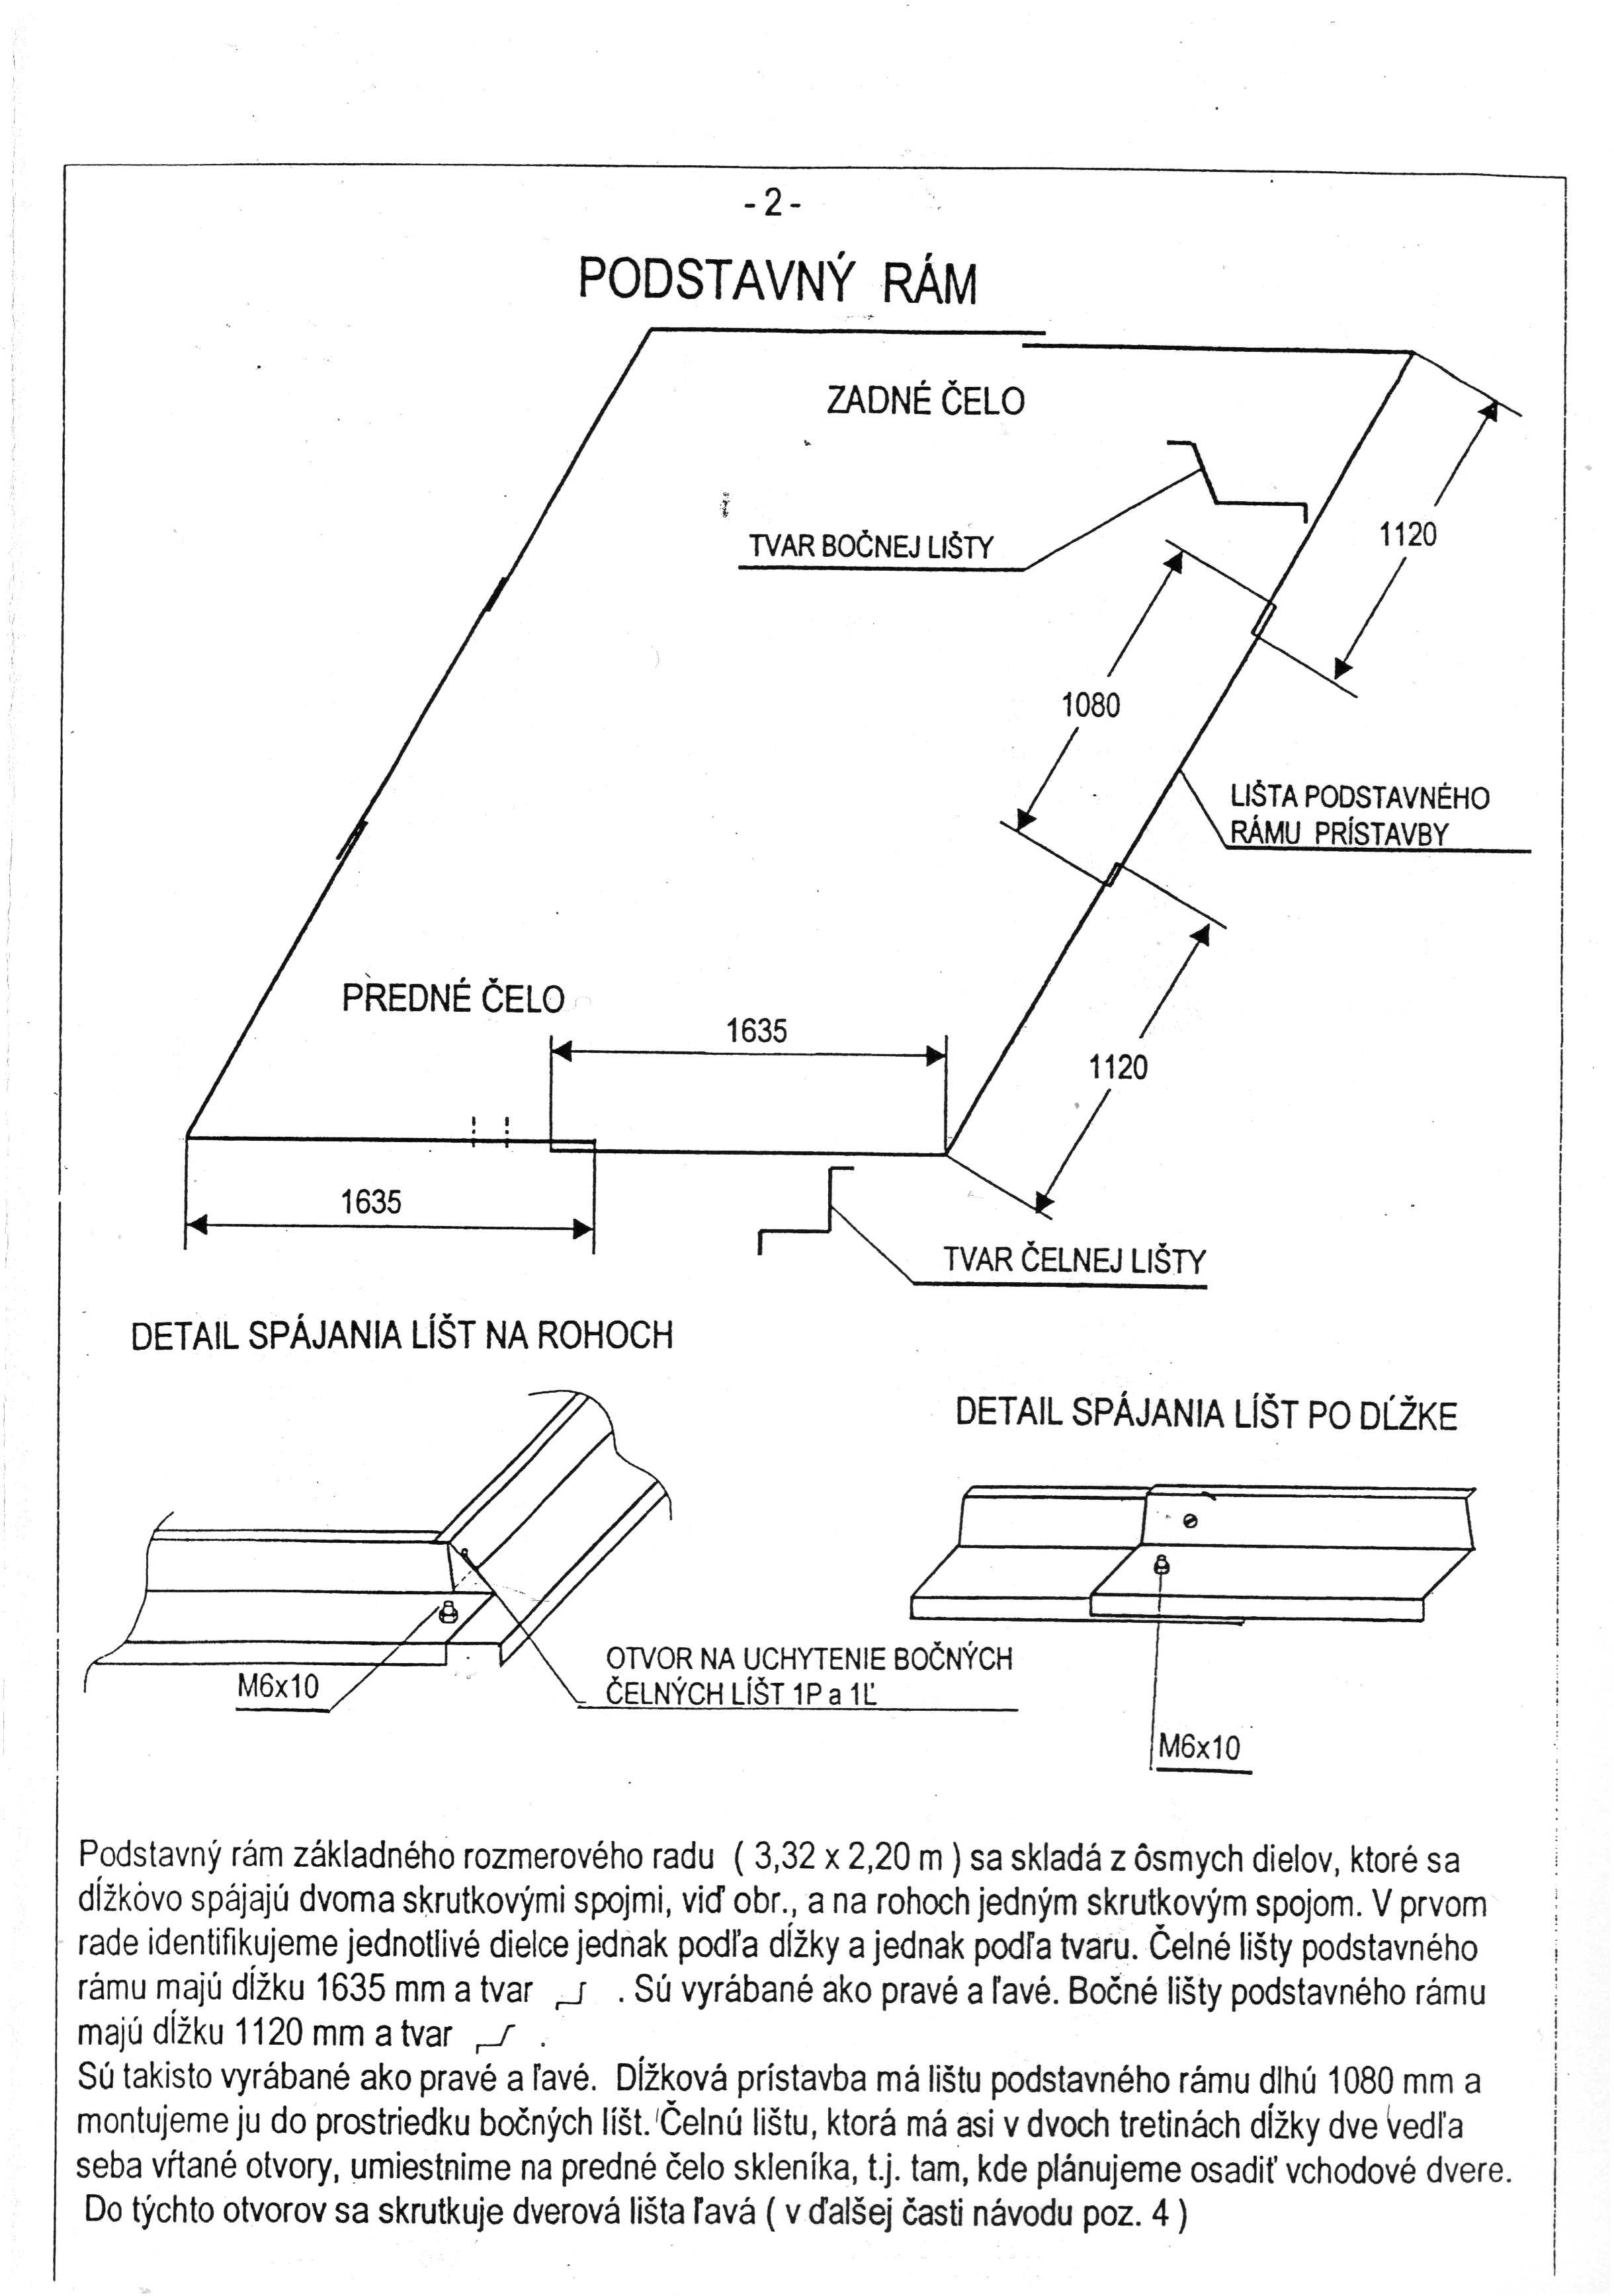 - 2 -
PODSTAVNÝ RÁM
ZADNÉ ČELO
TVAR BOČNEJ LIŠTY
1120
1080
LIŠTA PODSTAVNÉHO
RÁMU PRÍSTAVBY
PREDNÉ ČELO
1635
1120
1635
TVAR ČELNEJ LIŠTY
DETAIL SPÁJANIA LÍŠT NA ROHOCH
DETAIL SPÁJANIA LÍŠT PO DĹŽKE
OTVOR NA UCHYTENIE BOČNÝCH
ČELNÝCH LÍŠT 1P a 1Ľ
M6x10
M6x10
Podstavný rám základného rozmerového radu ( 3,32 x 2,20 m ) sa skladá z ôsmych dielov, ktoré sa
dĺžkovo spájajú dvoma skrutkovými spojmi, viď obr., a na rohoch jedným skrutkovým spojom. V prvom
rade identifikujeme jednotlivé dielce jednak podľa dĺžky a jednak podľa tvaru. Čelné lišty podstavného
rámu majú dĺžku 1635 mm a tvar . Sú vyrábané ako pravé a ľavé. Bočné lišty podstavného rámu
majú dĺžku 1120 mm a tvar .
Sú takisto vyrábané ako pravé a ľavé. Dĺžková prístavba má lištu podstavného rámu dlhú 1080 mm a
montujeme ju do prostriedku bočných líšt. Čelnú lištu, ktorá má asi v dvoch tretinách dĺžky dve vedľa
seba vŕtané otvory, umiestnime na predné čelo skleníka, t.j. tam, kde plánujeme osadiť vchodové dvere.
Do týchto otvorov sa skrutkuje dverová lišta ľavá ( v ďalšej časti návodu poz. 4 )